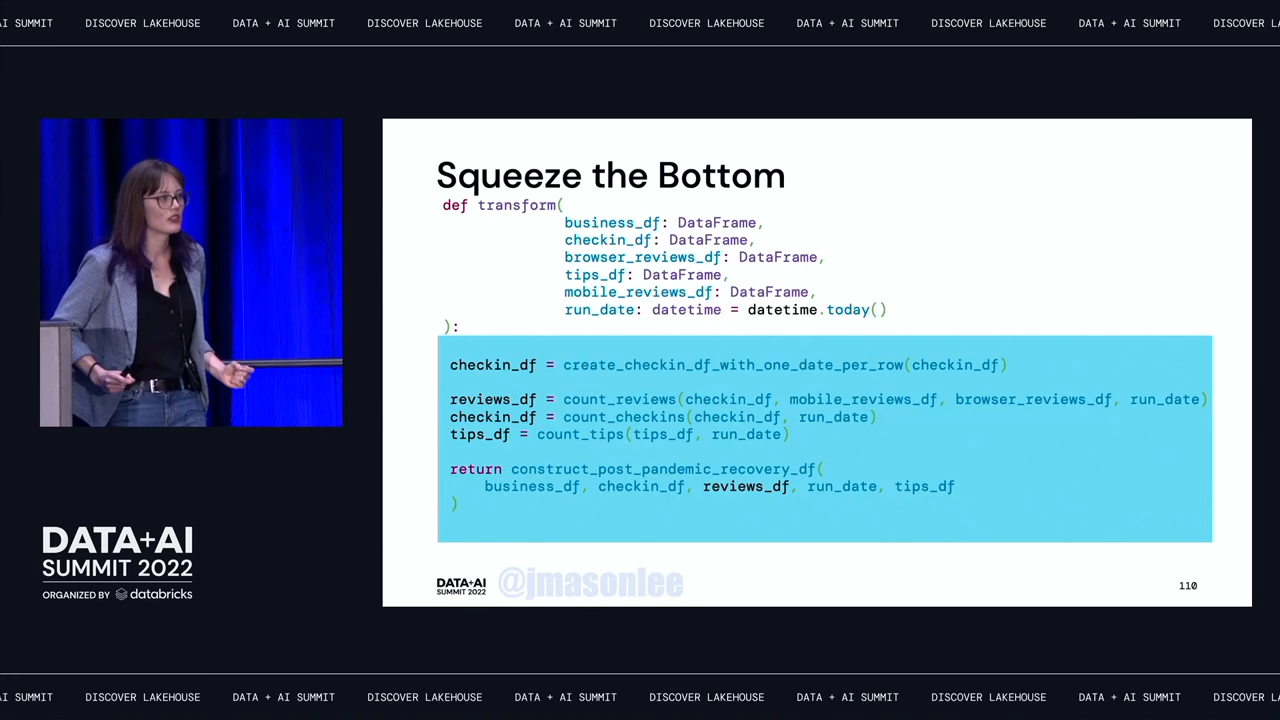 AI SUMMIT DISCOVER LAKEHOUSE DATA + AI SUMMIT DISCOVER LAKEHOUSE DATA + AI SUMMIT DISCOVER LAKEHOUSE DATA + AI SUMMIT DISCOVER LAKEHOUSE DATA + AI SUMMIT DISCOVER
Squeeze the Bottom
def transform(
business_df: DataFrame,
checkin_df: DataFrame,
browser_reviews_df: DataFrame,
tips_df: DataFrame,
mobile_reviews_df: DataFrame,
run_date: datetime = datetime.today()
):
checkin_df = create_checkin_df_with_one_date_per_row(checkin_df)
reviews_df = count_reviews(checkin_df, mobile_reviews_df, browser_reviews_df, run_date)
checkin_df = count_checkins(checkin_df, run_date)
tips_df = count_tips(tips_df, run_date)
return construct_post_pandemic_recovery_df(
business_df, checkin_df, reviews_df, run_date, tips_df
)
DATA+AI
SUMMIT 2022
@jmasonlee
110
DATA+AI
SUMMIT 2022
ORGANIZED BY databricks
AI SUMMIT DISCOVER LAKEHOUSE DATA + AI SUMMIT DISCOVER LAKEHOUSE DATA + AI SUMMIT DISCOVER LAKEHOUSE DATA + AI SUMMIT DISCOVER LAKEHOUSE DATA + AI SUMMIT DISCOVER